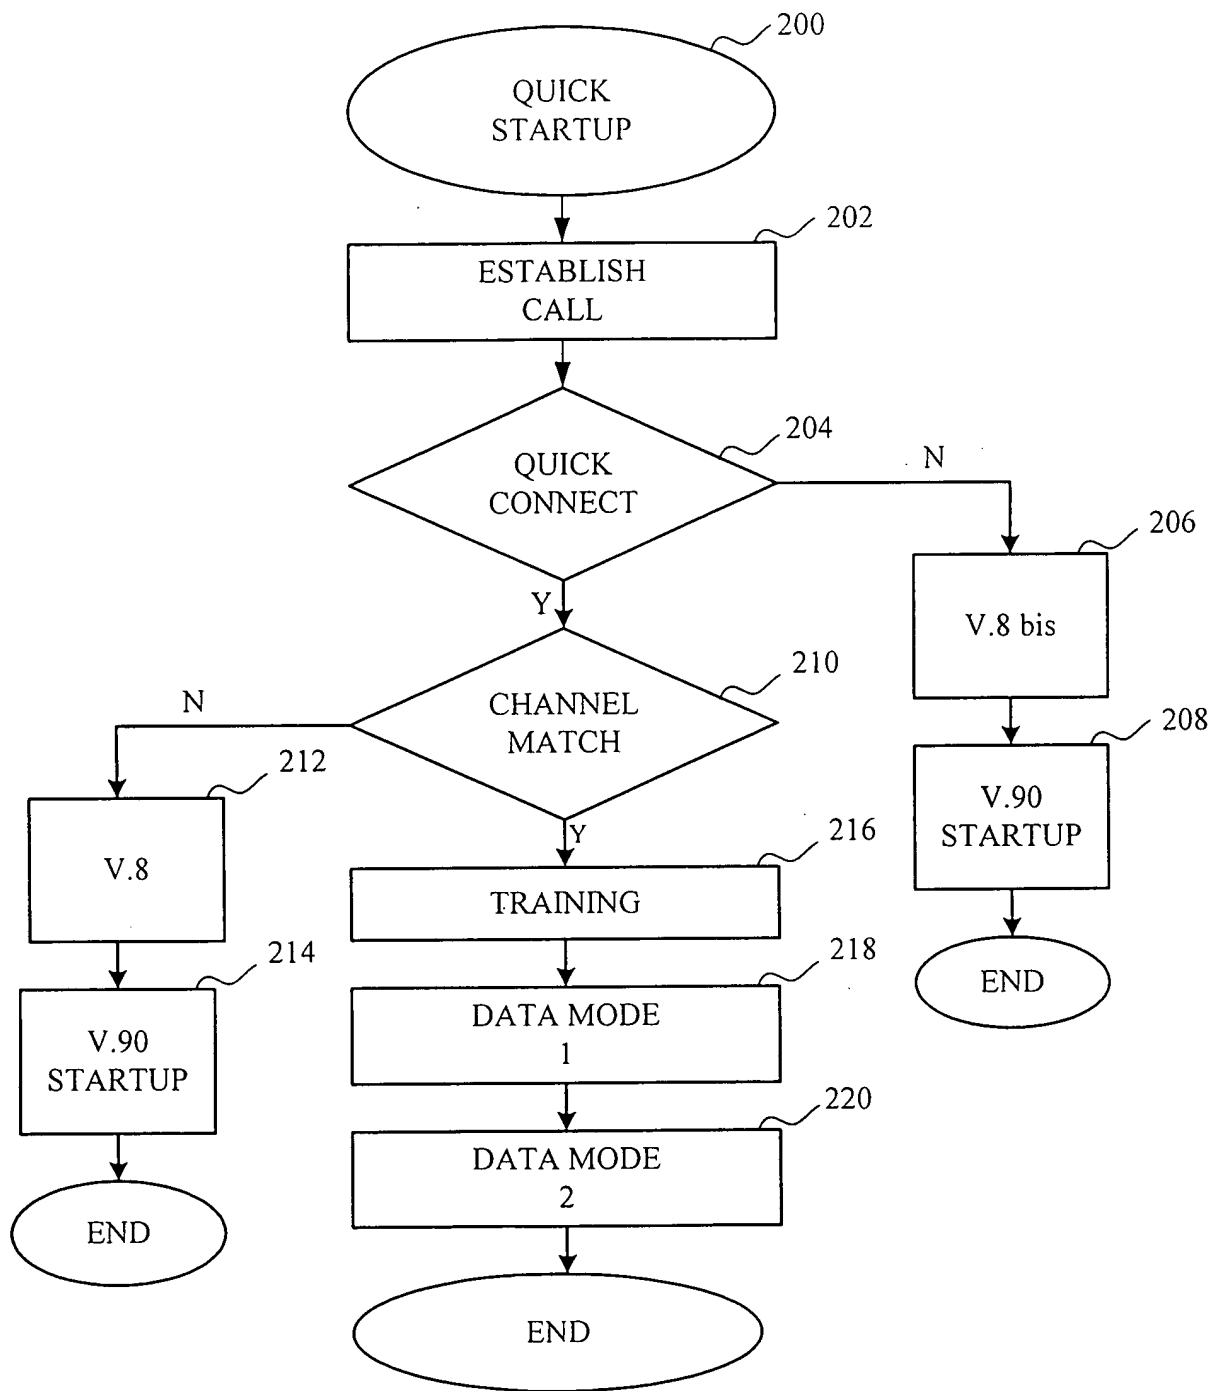 200
QUICK
STARTUP
202
ESTABLISH
CALL
204
QUICK
CONNECT
N
206
V.8 bis
Y
210
CHANNEL
MATCH
N
208
V.90
STARTUP
212
V.8
Y
216
TRAINING
END
214
V.90
STARTUP
218
DATA MODE
1
220
DATA MODE
2
END
END